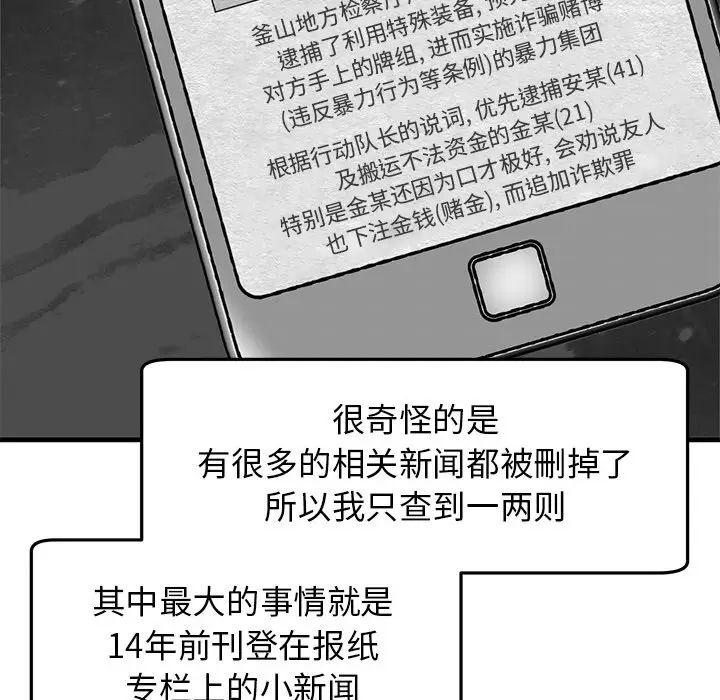 釜山地方检察厅,
逮捕了利用特殊装备, 预先
对方手上的牌组, 进而实施诈骗赌博
(违反暴力行为等条例)的暴力集团
根据行动队长的说词, 优先逮捕安某(41)
及搬运不法资金的金某(21)
特别是金某还因为口才极好, 会劝说友人
也下注金钱(赌金), 而追加诈欺罪
很奇怪的是
有很多的相关新闻都被删掉了
所以我只查到一两则
其中最大的事情就是
14年前刊登在报纸
专栏上的小新闻